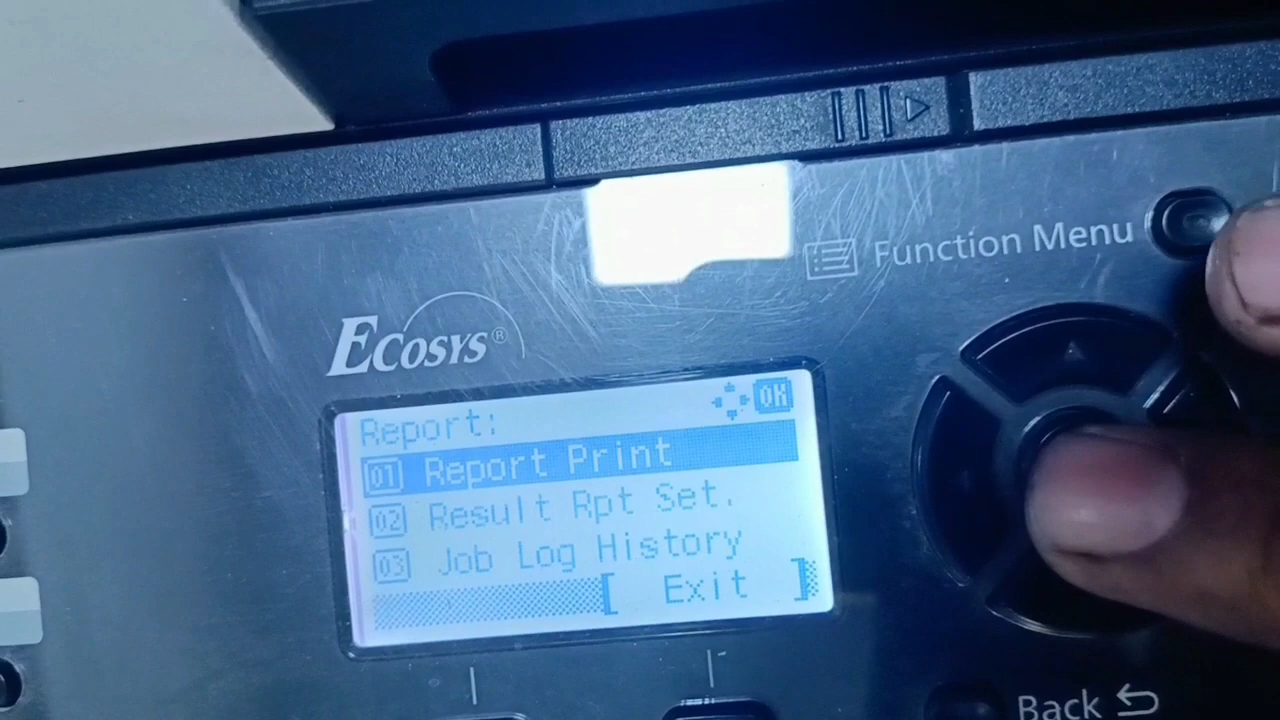 Function Menu
ECOSYS®
Report:
OK
01 Report Print
02 Result Rpt Set.
03 Job Log History
[ Exit ]
Back